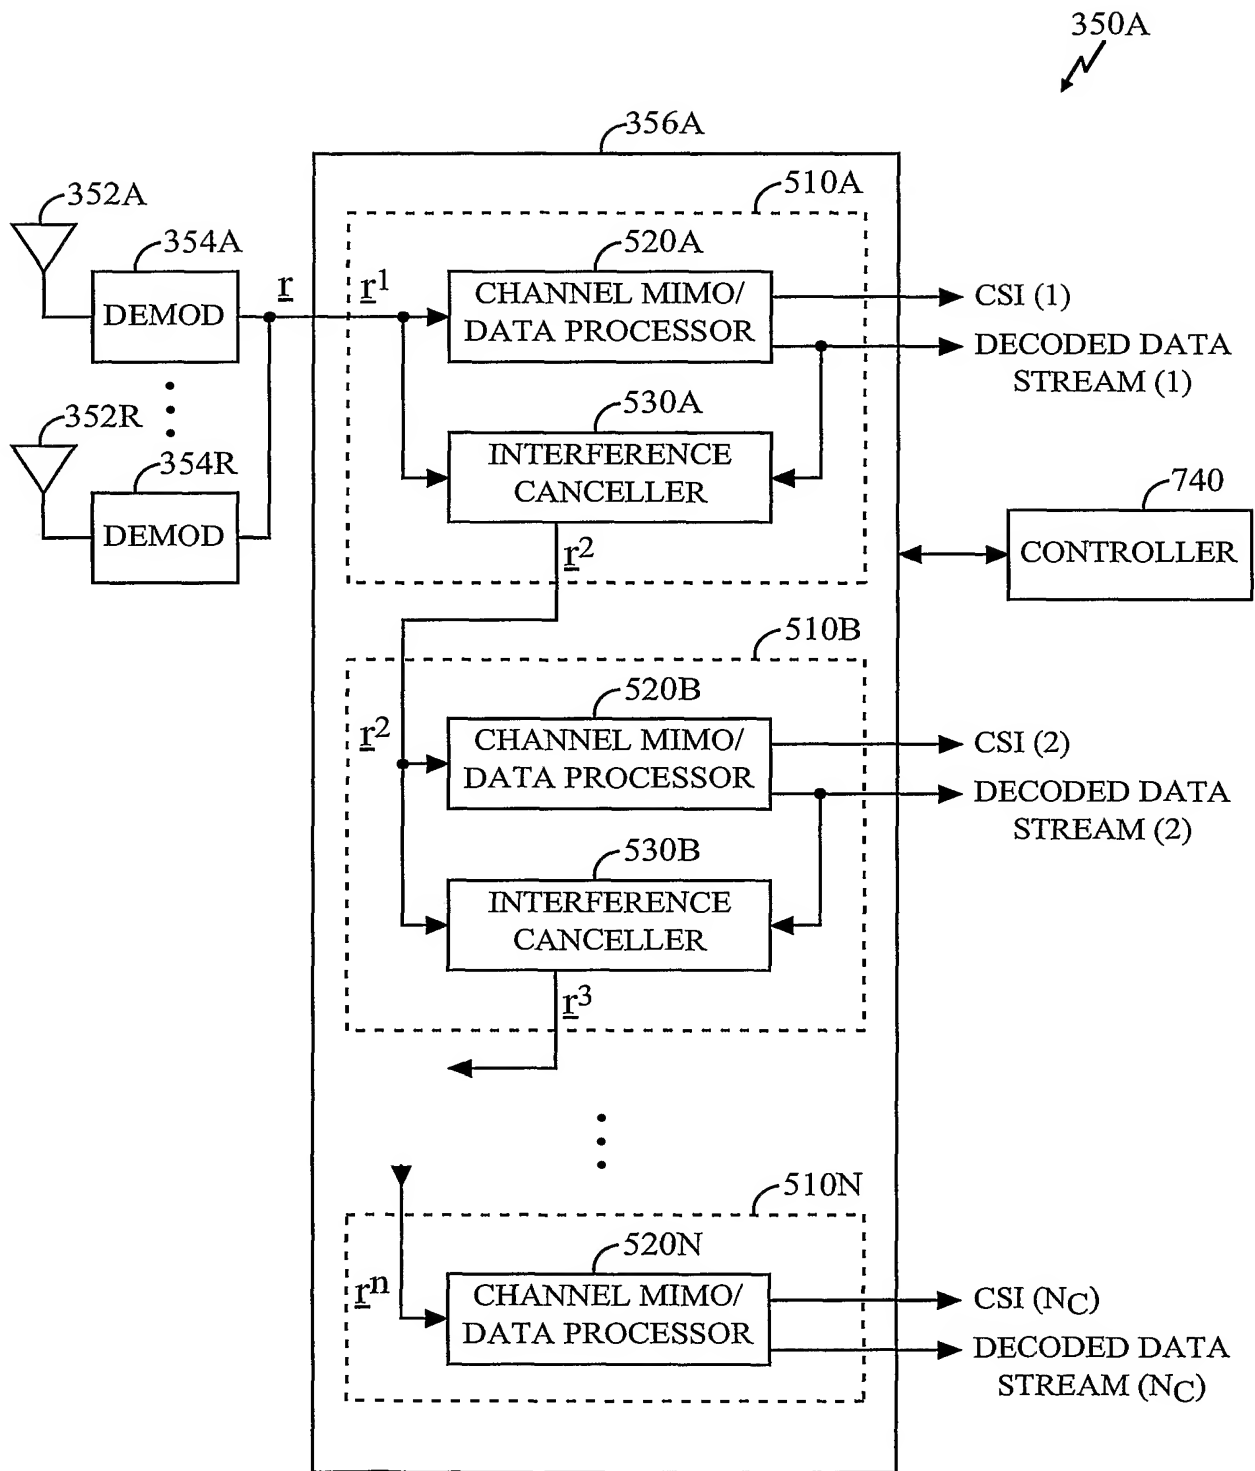 350A
356A
352A
510A
354A
520A
DEMOD
r
r¹
CHANNEL MIMO/
DATA PROCESSOR
CSI (1)
DECODED DATA
STREAM (1)
352R
530A
354R
INTERFERENCE
CANCELLER
740
DEMOD
r²
CONTROLLER
510B
520B
r²
CHANNEL MIMO/
DATA PROCESSOR
CSI (2)
DECODED DATA
STREAM (2)
530B
INTERFERENCE
CANCELLER
r³
510N
520N
rⁿ
CHANNEL MIMO/
DATA PROCESSOR
CSI (NC)
DECODED DATA
STREAM (NC)